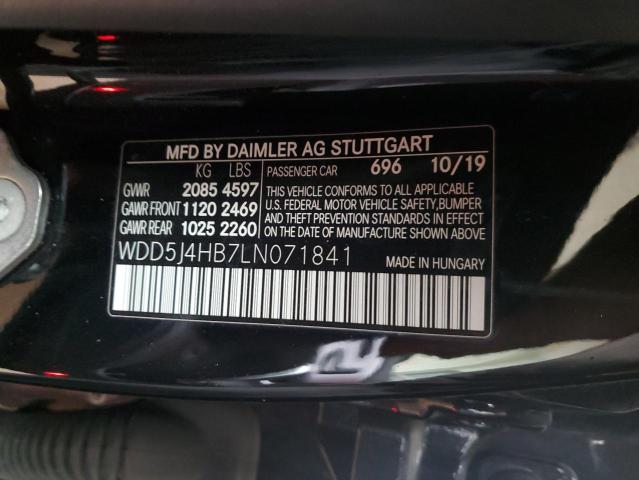 MFD BY DAIMLER AG STUTTGART
KG LBS PASSENGER CAR 696 10/19
GVWR 2085 4597
GAWR FRONT 1120 2469
GAWR REAR 1025 2260
THIS VEHICLE CONFORMS TO ALL APPLICABLE
U.S. FEDERAL MOTOR VEHICLE SAFETY, BUMPER
AND THEFT PREVENTION STANDARDS IN EFFECT
ON THE DATE OF MANUFACTURE SHOWN ABOVE
WDD5J4HB7LN071841 MADE IN HUNGARY